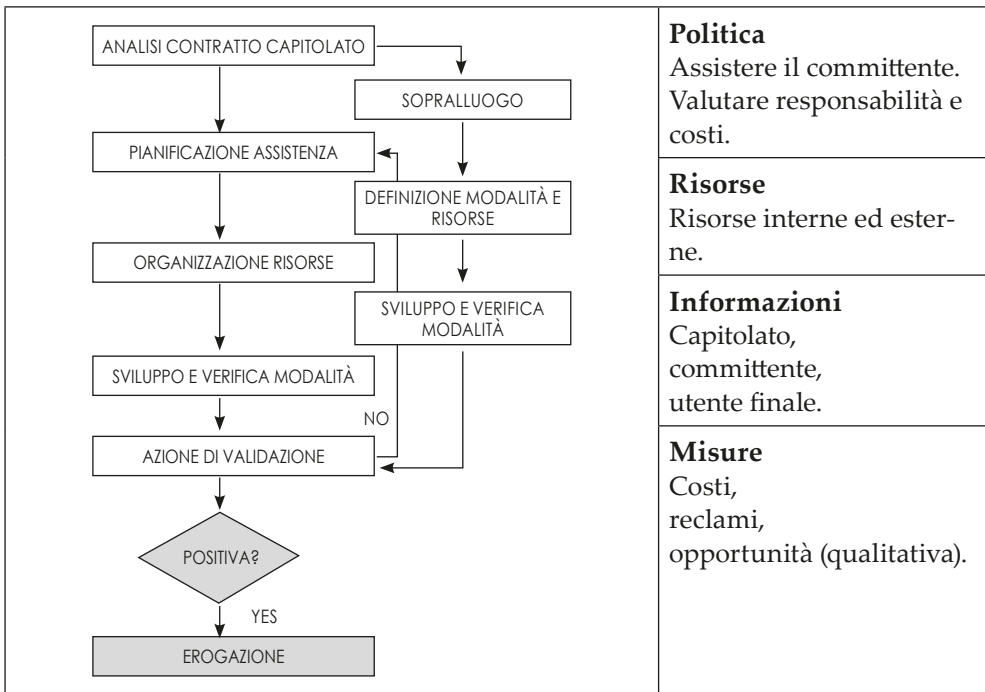 ANALISI CONTRATTO CAPITOLATO
SOPRALLUOGO
PIANIFICAZIONE ASSISTENZA
DEFINIZIONE MODALITÀ E
RISORSE
ORGANIZZAZIONE RISORSE
SVILUPPO E VERIFICA
MODALITÀ
SVILUPPO E VERIFICA MODALITÀ
NO
AZIONE DI VALIDAZIONE
POSITIVA?
YES
EROGAZIONE
Politica
Assistere il committente.
Valutare responsabilità e
costi.
Risorse
Risorse interne ed ester-
ne.
Informazioni
Capitolato,
committente,
utente finale.
Misure
Costi,
reclami,
opportunità (qualitativa).